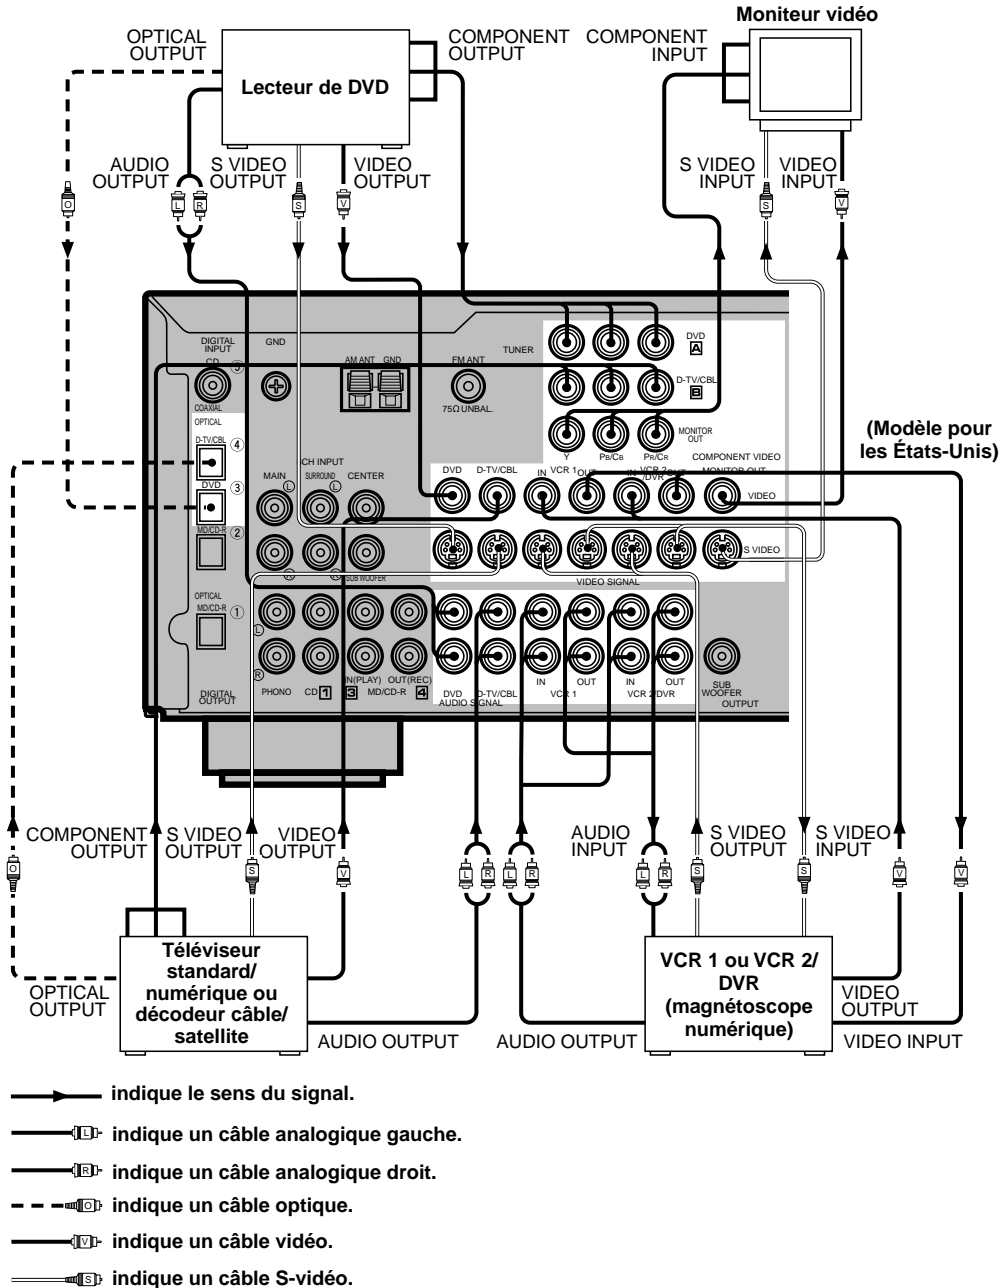 Moniteur vidéo
OPTICAL
OUTPUT
COMPONENT
OUTPUT
COMPONENT
INPUT
Lecteur de DVD
AUDIO
OUTPUT
S VIDEO
OUTPUT
VIDEO
OUTPUT
S VIDEO
INPUT
VIDEO
INPUT
O
L
R
S
V
S
V
DIGITAL
INPUT
GND
CD
5
COAXIAL
OPTICAL
D-TV/CBL
4
DVD
3
MD/CD-R
2
OPTICAL
MD/CD-R
1
DIGITAL
OUTPUT
TUNER
AM ANT GND
FM ANT
75Ω UNBAL.
DVD
A
D-TV/CBL
B
MONITOR
OUT
Y
PB/CB
PR/CR
COMPONENT VIDEO
(Modèle pour
les États-Unis)
CH INPUT
MAIN
L
SURROUND
L
CENTER
R
R
SUB WOOFER
DVD
D-TV/CBL
IN
VCR 1
OUT
IN
VCR 2
/DVR
OUT
MONITOR OUT
VIDEO
S VIDEO
VIDEO SIGNAL
L
R
PHONO
CD 1
IN(PLAY)
OUT(REC)
3 MD/CD-R 4
DVD
D-TV/CBL
AUDIO SIGNAL
IN
OUT
VCR 1
IN
OUT
VCR 2/DVR
SUB
WOOFER
OUTPUT
COMPONENT
OUTPUT
S VIDEO
OUTPUT
VIDEO
OUTPUT
AUDIO
INPUT
S VIDEO
OUTPUT
S VIDEO
INPUT
O
S
V
L
R
L
R
L
R
S
S
V
V
Téléviseur
standard/
numérique ou
décodeur câble/
satellite
OPTICAL
OUTPUT
AUDIO OUTPUT
AUDIO OUTPUT
VCR 1 ou VCR 2/
DVR
(magnétoscope
numérique)
VIDEO
OUTPUT
VIDEO INPUT
indique le sens du signal.
L indique un câble analogique gauche.
R indique un câble analogique droit.
O indique un câble optique.
V indique un câble vidéo.
S indique un câble S-vidéo.